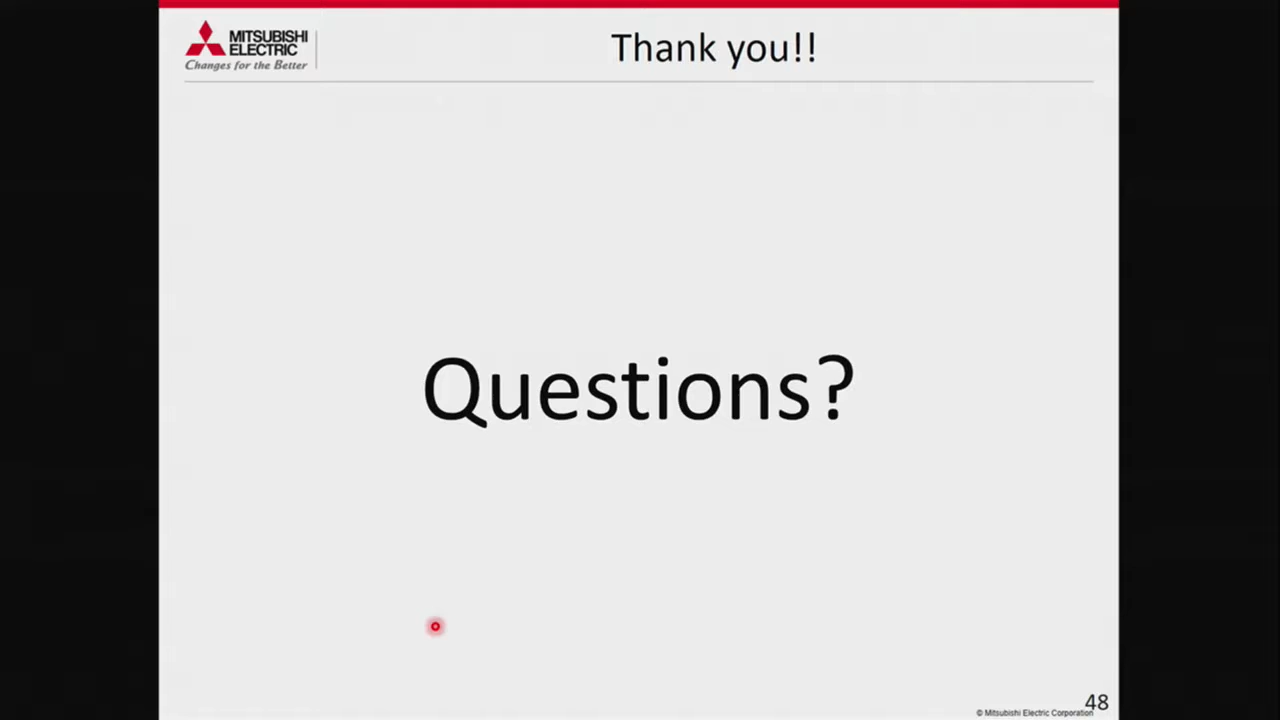 MITSUBISHI
ELECTRIC
Changes for the Better
Thank you!!
Questions?
48
© Mitsubishi Electric Corporation